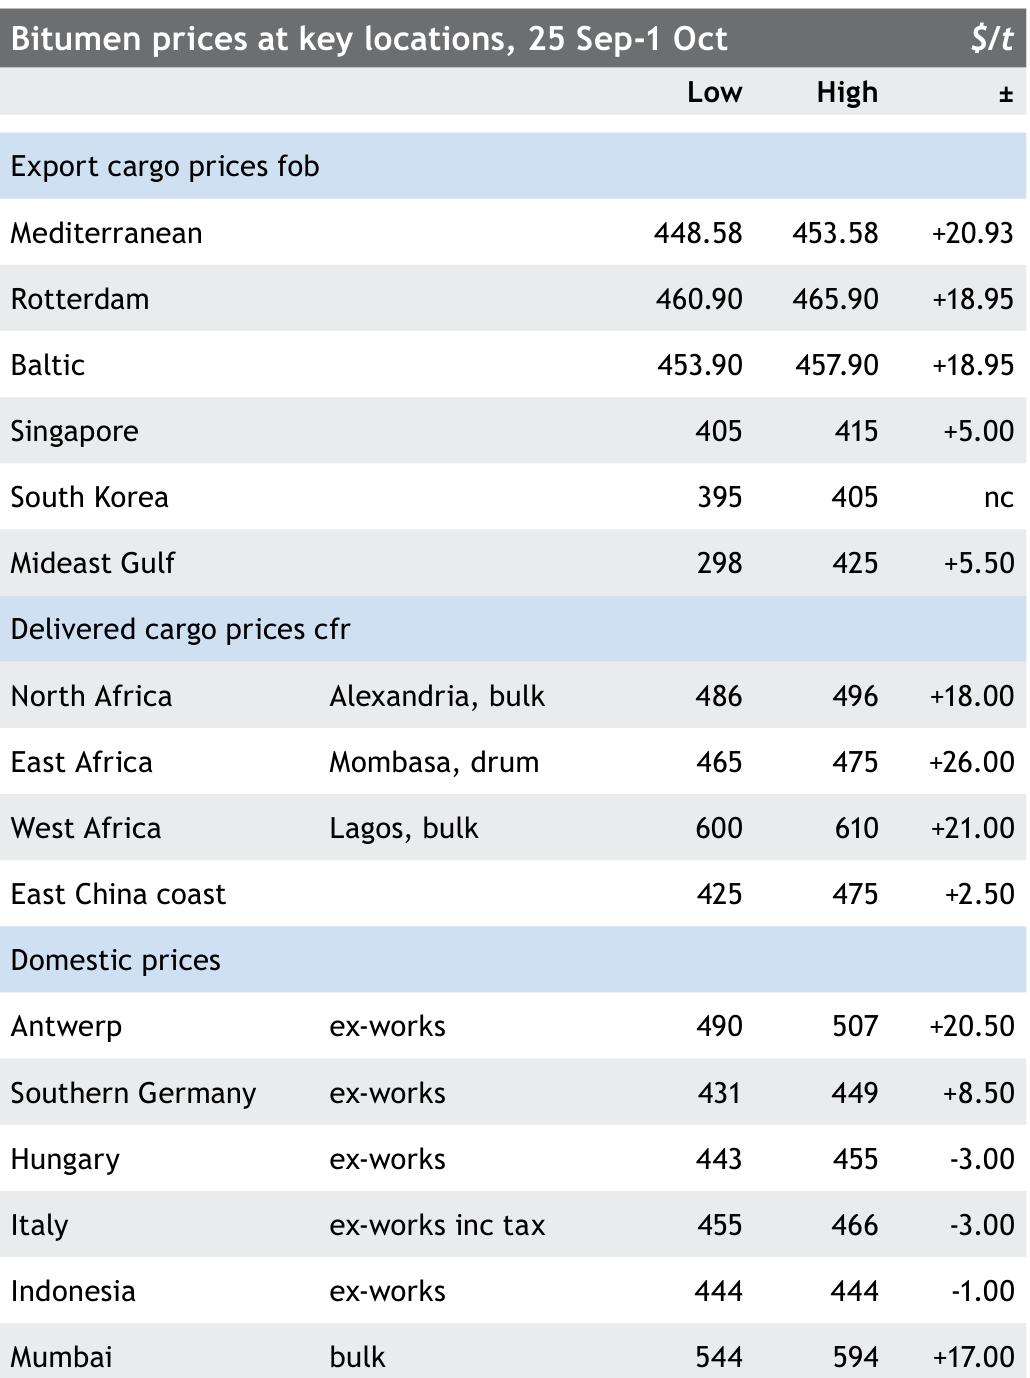 Bitumen prices at key locations, 25 Sep-1 Oct $/t
Low High ±
Export cargo prices fob
Mediterranean 448.58 453.58 +20.93
Rotterdam 460.90 465.90 +18.95
Baltic 453.90 457.90 +18.95
Singapore 405 415 +5.00
South Korea 395 405 nc
Mideast Gulf 298 425 +5.50
Delivered cargo prices cfr
North Africa Alexandria, bulk 486 496 +18.00
East Africa Mombasa, drum 465 475 +26.00
West Africa Lagos, bulk 600 610 +21.00
East China coast 425 475 +2.50
Domestic prices
Antwerp ex-works 490 507 +20.50
Southern Germany ex-works 431 449 +8.50
Hungary ex-works 443 455 -3.00
Italy ex-works inc tax 455 466 -3.00
Indonesia ex-works 444 444 -1.00
Mumbai bulk 544 594 +17.00